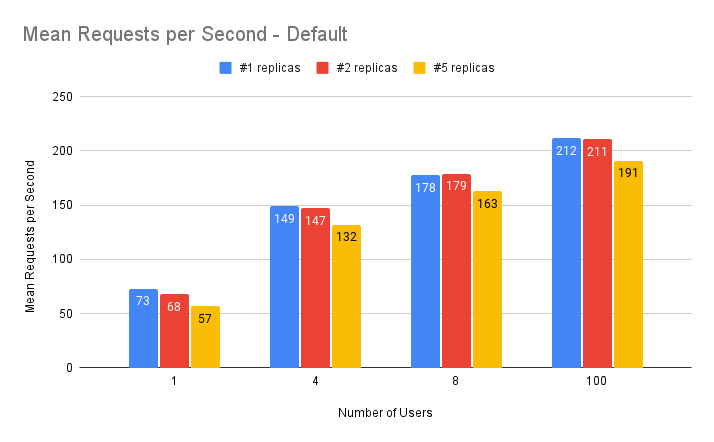 Mean Requests per Second - Default
#1 replicas #2 replicas #5 replicas
Mean Requests per Second
250
200
150
100
50
0
73 68 57
149 147 132
178 179 163
212 211 191
1 4 8 100
Number of Users